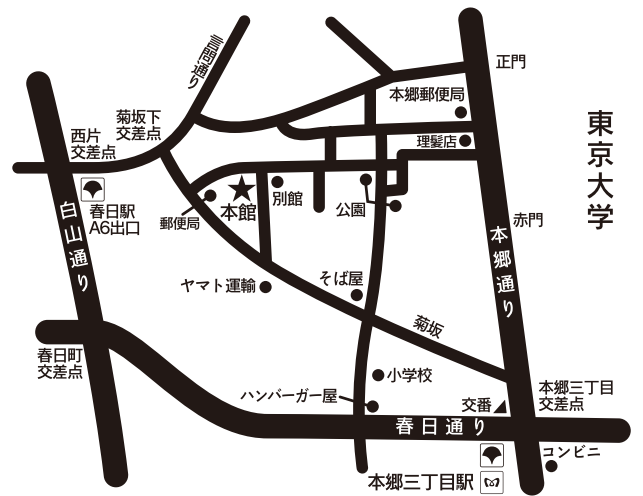 言問通り
正門
本郷郵便局
菊坂下
交差点
西片
交差点
理髪店
東京大学
春日駅
A6出口
郵便局
本館
別館
公園
赤門
白山通り
本郷通り
ヤマト運輸
そば屋
菊坂
春日町
交差点
小学校
ハンバーガー屋
交番
本郷三丁目
交差点
春日通り
コンビニ
本郷三丁目駅